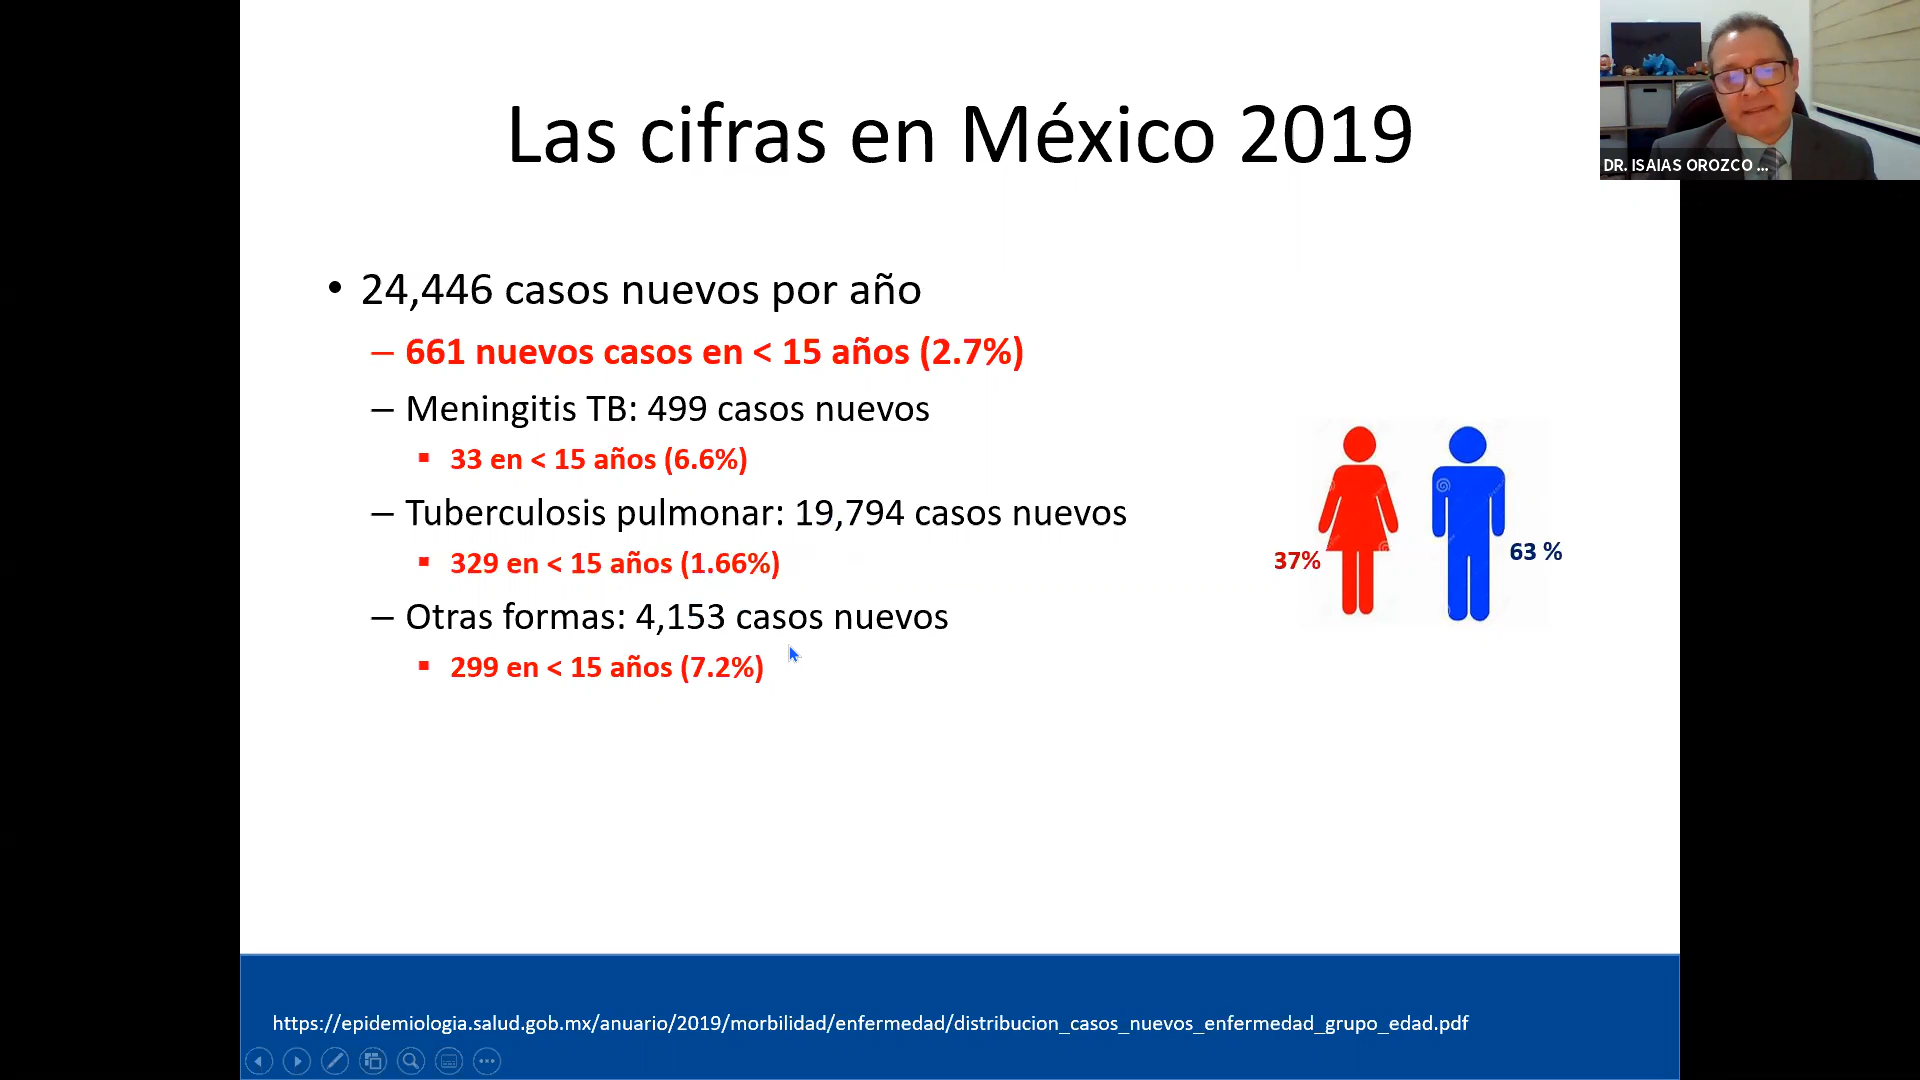 Las cifras en México 2019
DR. ISAIAS OROZCO ...
• 24,446 casos nuevos por año
– 661 nuevos casos en < 15 años (2.7%)
– Meningitis TB: 499 casos nuevos
▪ 33 en < 15 años (6.6%)
– Tuberculosis pulmonar: 19,794 casos nuevos
▪ 329 en < 15 años (1.66%)
– Otras formas: 4,153 casos nuevos
▪ 299 en < 15 años (7.2%)
37%
63 %
https://epidemiologia.salud.gob.mx/anuario/2019/morbilidad/enfermedad/distribucion_casos_nuevos_enfermedad_grupo_edad.pdf